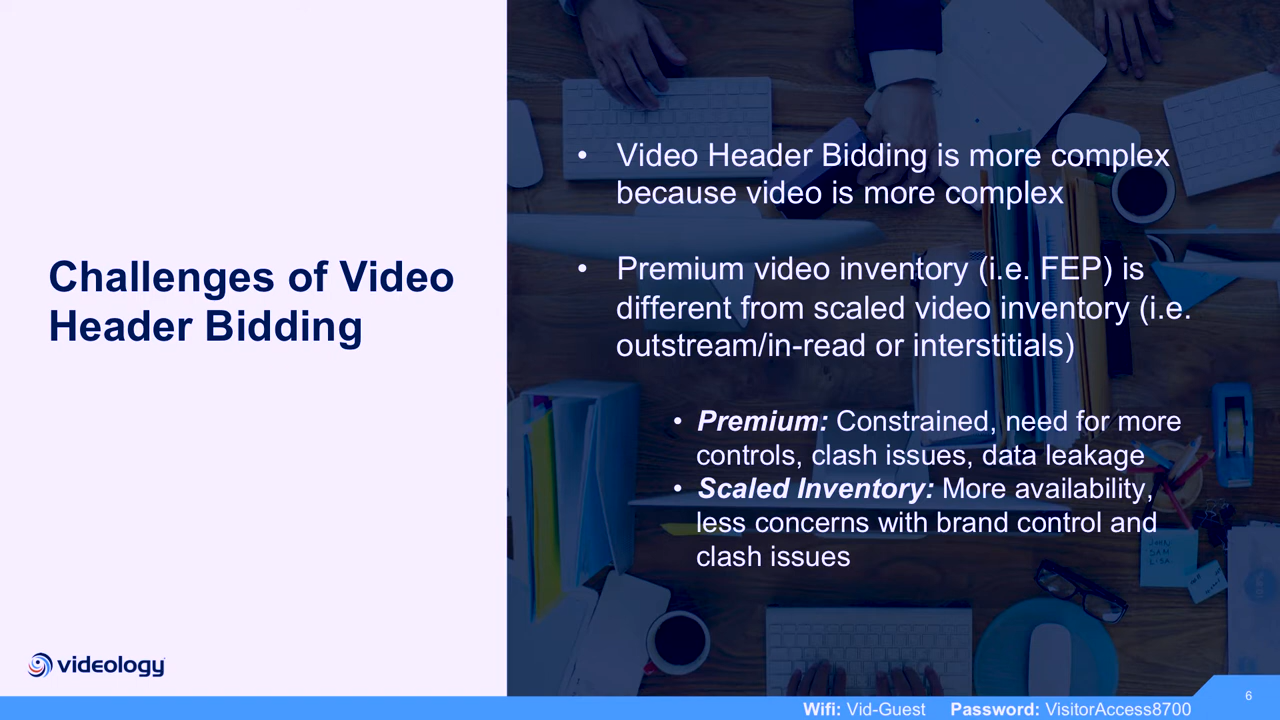 Challenges of Video
Header Bidding
• Video Header Bidding is more complex
because video is more complex
• Premium video inventory (i.e. FEP) is
different from scaled video inventory (i.e.
outstream/in-read or interstitials)
• Premium: Constrained, need for more
controls, clash issues, data leakage
• Scaled Inventory: More availability,
less concerns with brand control and
clash issues
videology
6
Wifi: Vid-Guest Password: VisitorAccess8700